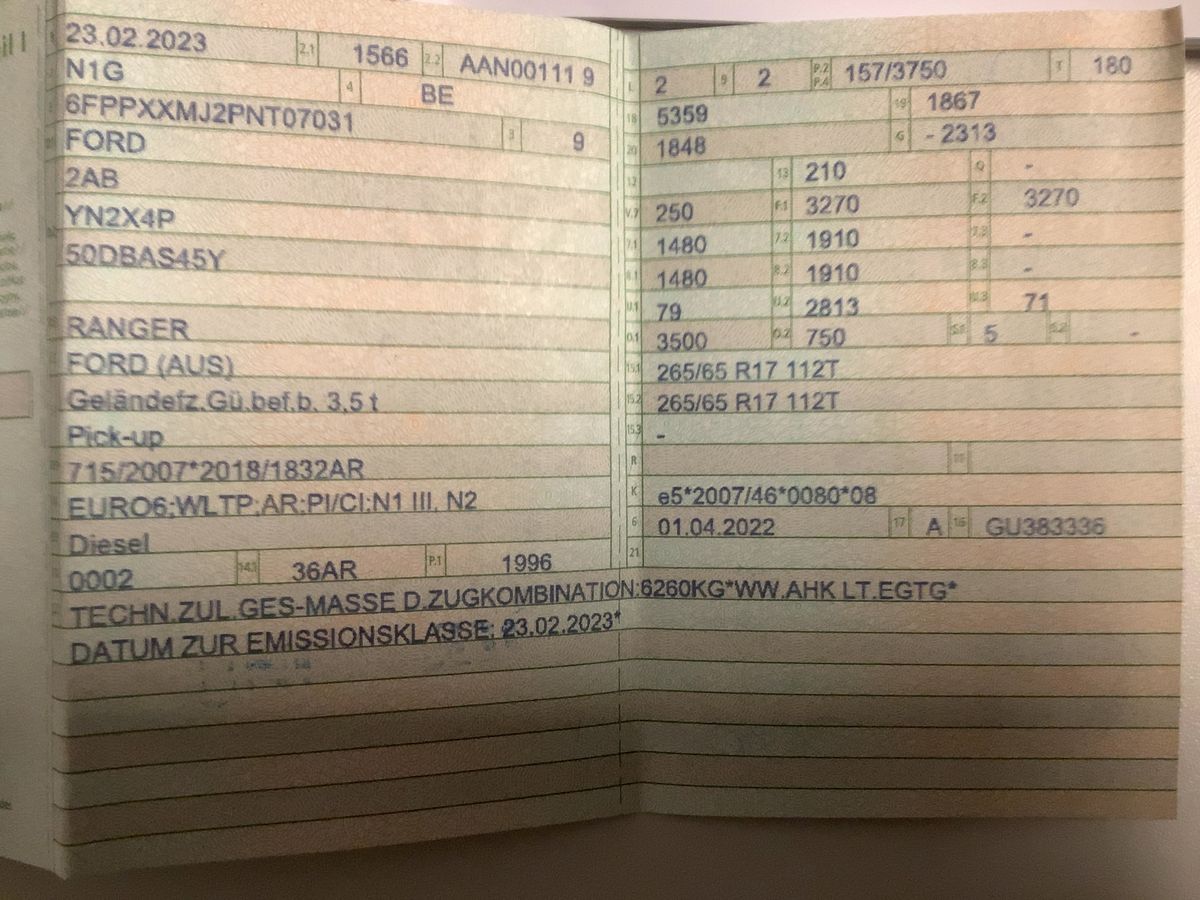 23.02.2023 2.1 1566 2.2 AAN00111 9
N1G 4 BE
6FPPXXMJ2PNT07031 3 9
FORD
2AB
YN2X4P
50DBAS45Y
RANGER
FORD (AUS)
Geländefz.Gü.bef.b. 3,5 t
Pick-up
715/2007*2018/1832AR
EURO6;WLTP;AR;PI/CI:N1 III, N2
Diesel
0002 14.1 36AR P.1 1996
L 2 9 2 P.2 P.4 157/3750 T 180
18 5359 19 1867
20 1848 G - 2313
12 13 210 Q -
V.7 250 F.1 3270 F.2 3270
7.1 1480 7.2 1910 7.3 -
8.1 1480 8.2 1910 8.3 -
U.1 79 U.2 2813 U.3 71
O.1 3500 O.2 750 S.1 5 S.2 -
15.1 265/65 R17 112T
15.2 265/65 R17 112T
15.3 -
R
K e5*2007/46*0080*08
6 01.04.2022 17 A 16 GU383336
21
TECHN.ZUL.GES-MASSE D.ZUGKOMBINATION:6260KG*WW.AHK LT.EGTG*
DATUM ZUR EMISSIONSKLASSE: 23.02.2023*